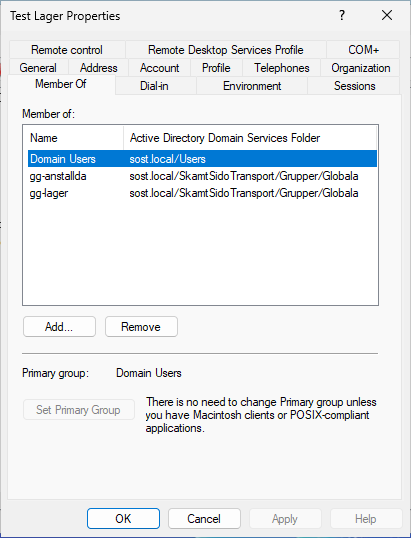 Test Lager Properties ? ×
Remote control Remote Desktop Services Profile COM+
General Address Account Profile Telephones Organization
Member Of Dial-in Environment Sessions
Member of:
Name Active Directory Domain Services Folder
Domain Users sost.local/Users
gg-anstallda sost.local/SkamtSidoTransport/Grupper/Globala
gg-lager sost.local/SkamtSidoTransport/Grupper/Globala
Add... Remove
Primary group: Domain Users
Set Primary Group There is no need to change Primary group unless
you have Macintosh clients or POSIX-compliant
applications.
OK Cancel Apply Help